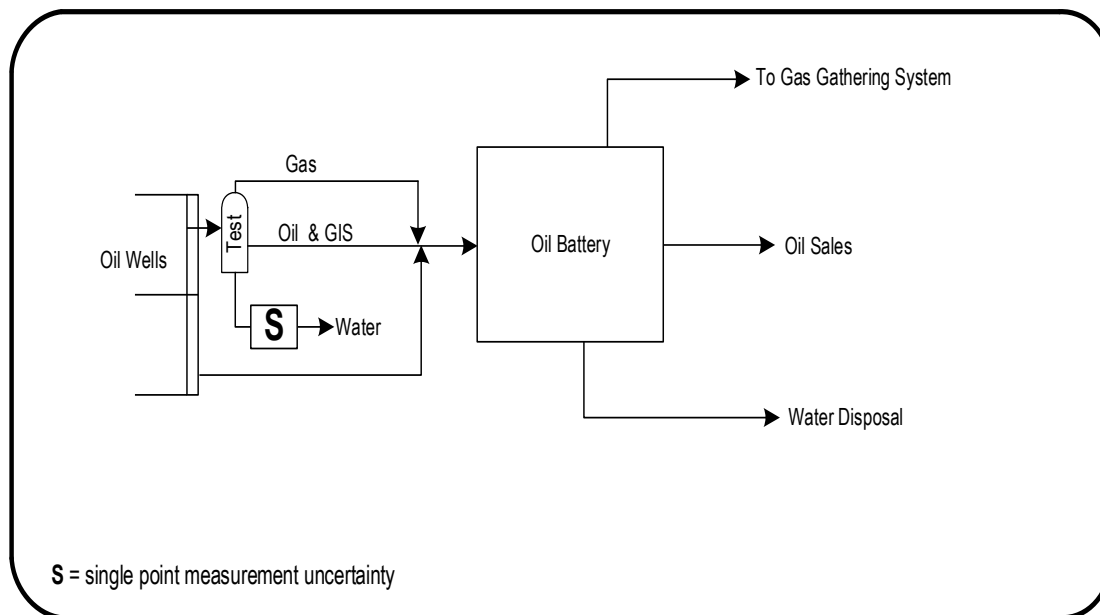 To Gas Gathering System
Gas
Test
Oil & GIS
Oil Wells
Oil Battery
Oil Sales
S
Water
Water Disposal
S = single point measurement uncertainty